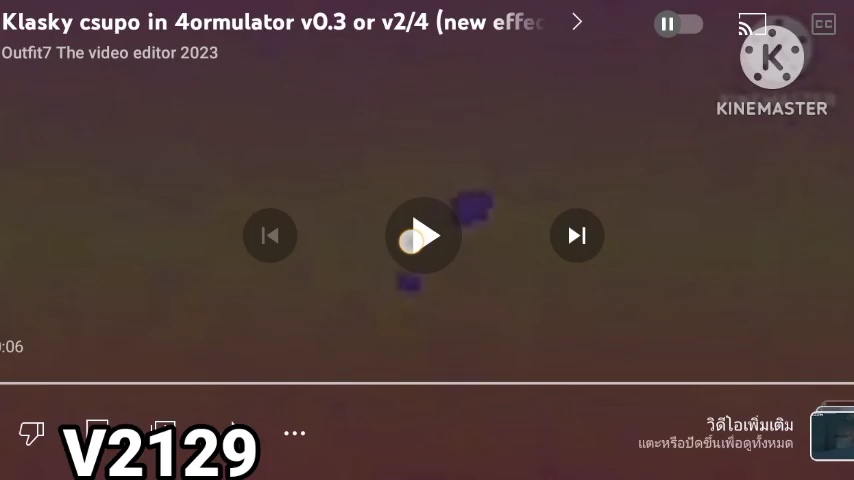 Klasky csupo in 4ormulator v0.3 or v2/4 (new effec
Outfit7 The video editor 2023
CC
K
KINEMASTER
:06
วิดีโอเพิ่มเติม
แตะหรือปัดขึ้นเพื่อดูทั้งหมด
V2129